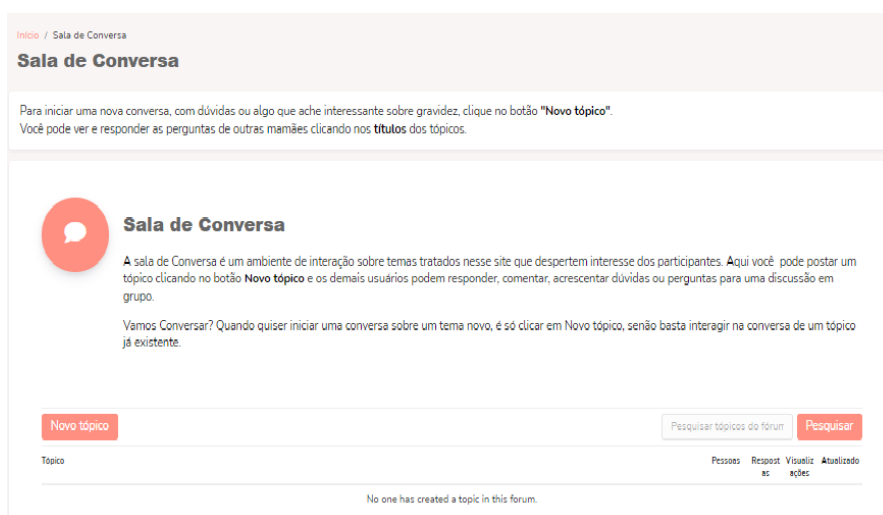 Início / Sala de Conversa
Sala de Conversa
Para iniciar uma nova conversa, com dúvidas ou algo que ache interessante sobre gravidez, clique no botão "Novo tópico".
Você pode ver e responder as perguntas de outras mamães clicando nos títulos dos tópicos.
Sala de Conversa
A sala de Conversa é um ambiente de interação sobre temas tratados nesse site que despertem interesse dos participantes. Aqui você pode postar um
tópico clicando no botão Novo tópico e os demais usuários podem responder, comentar, acrescentar dúvidas ou perguntas para uma discussão em
grupo.
Vamos Conversar? Quando quiser iniciar uma conversa sobre um tema novo, é só clicar em Novo tópico, senão basta interagir na conversa de um tópico
já existente.
Novo tópico Pesquisar tópicos do fórum Pesquisar
Tópico Pessoas Respost Visualiz Atualizado
as ações
No one has created a topic in this forum.